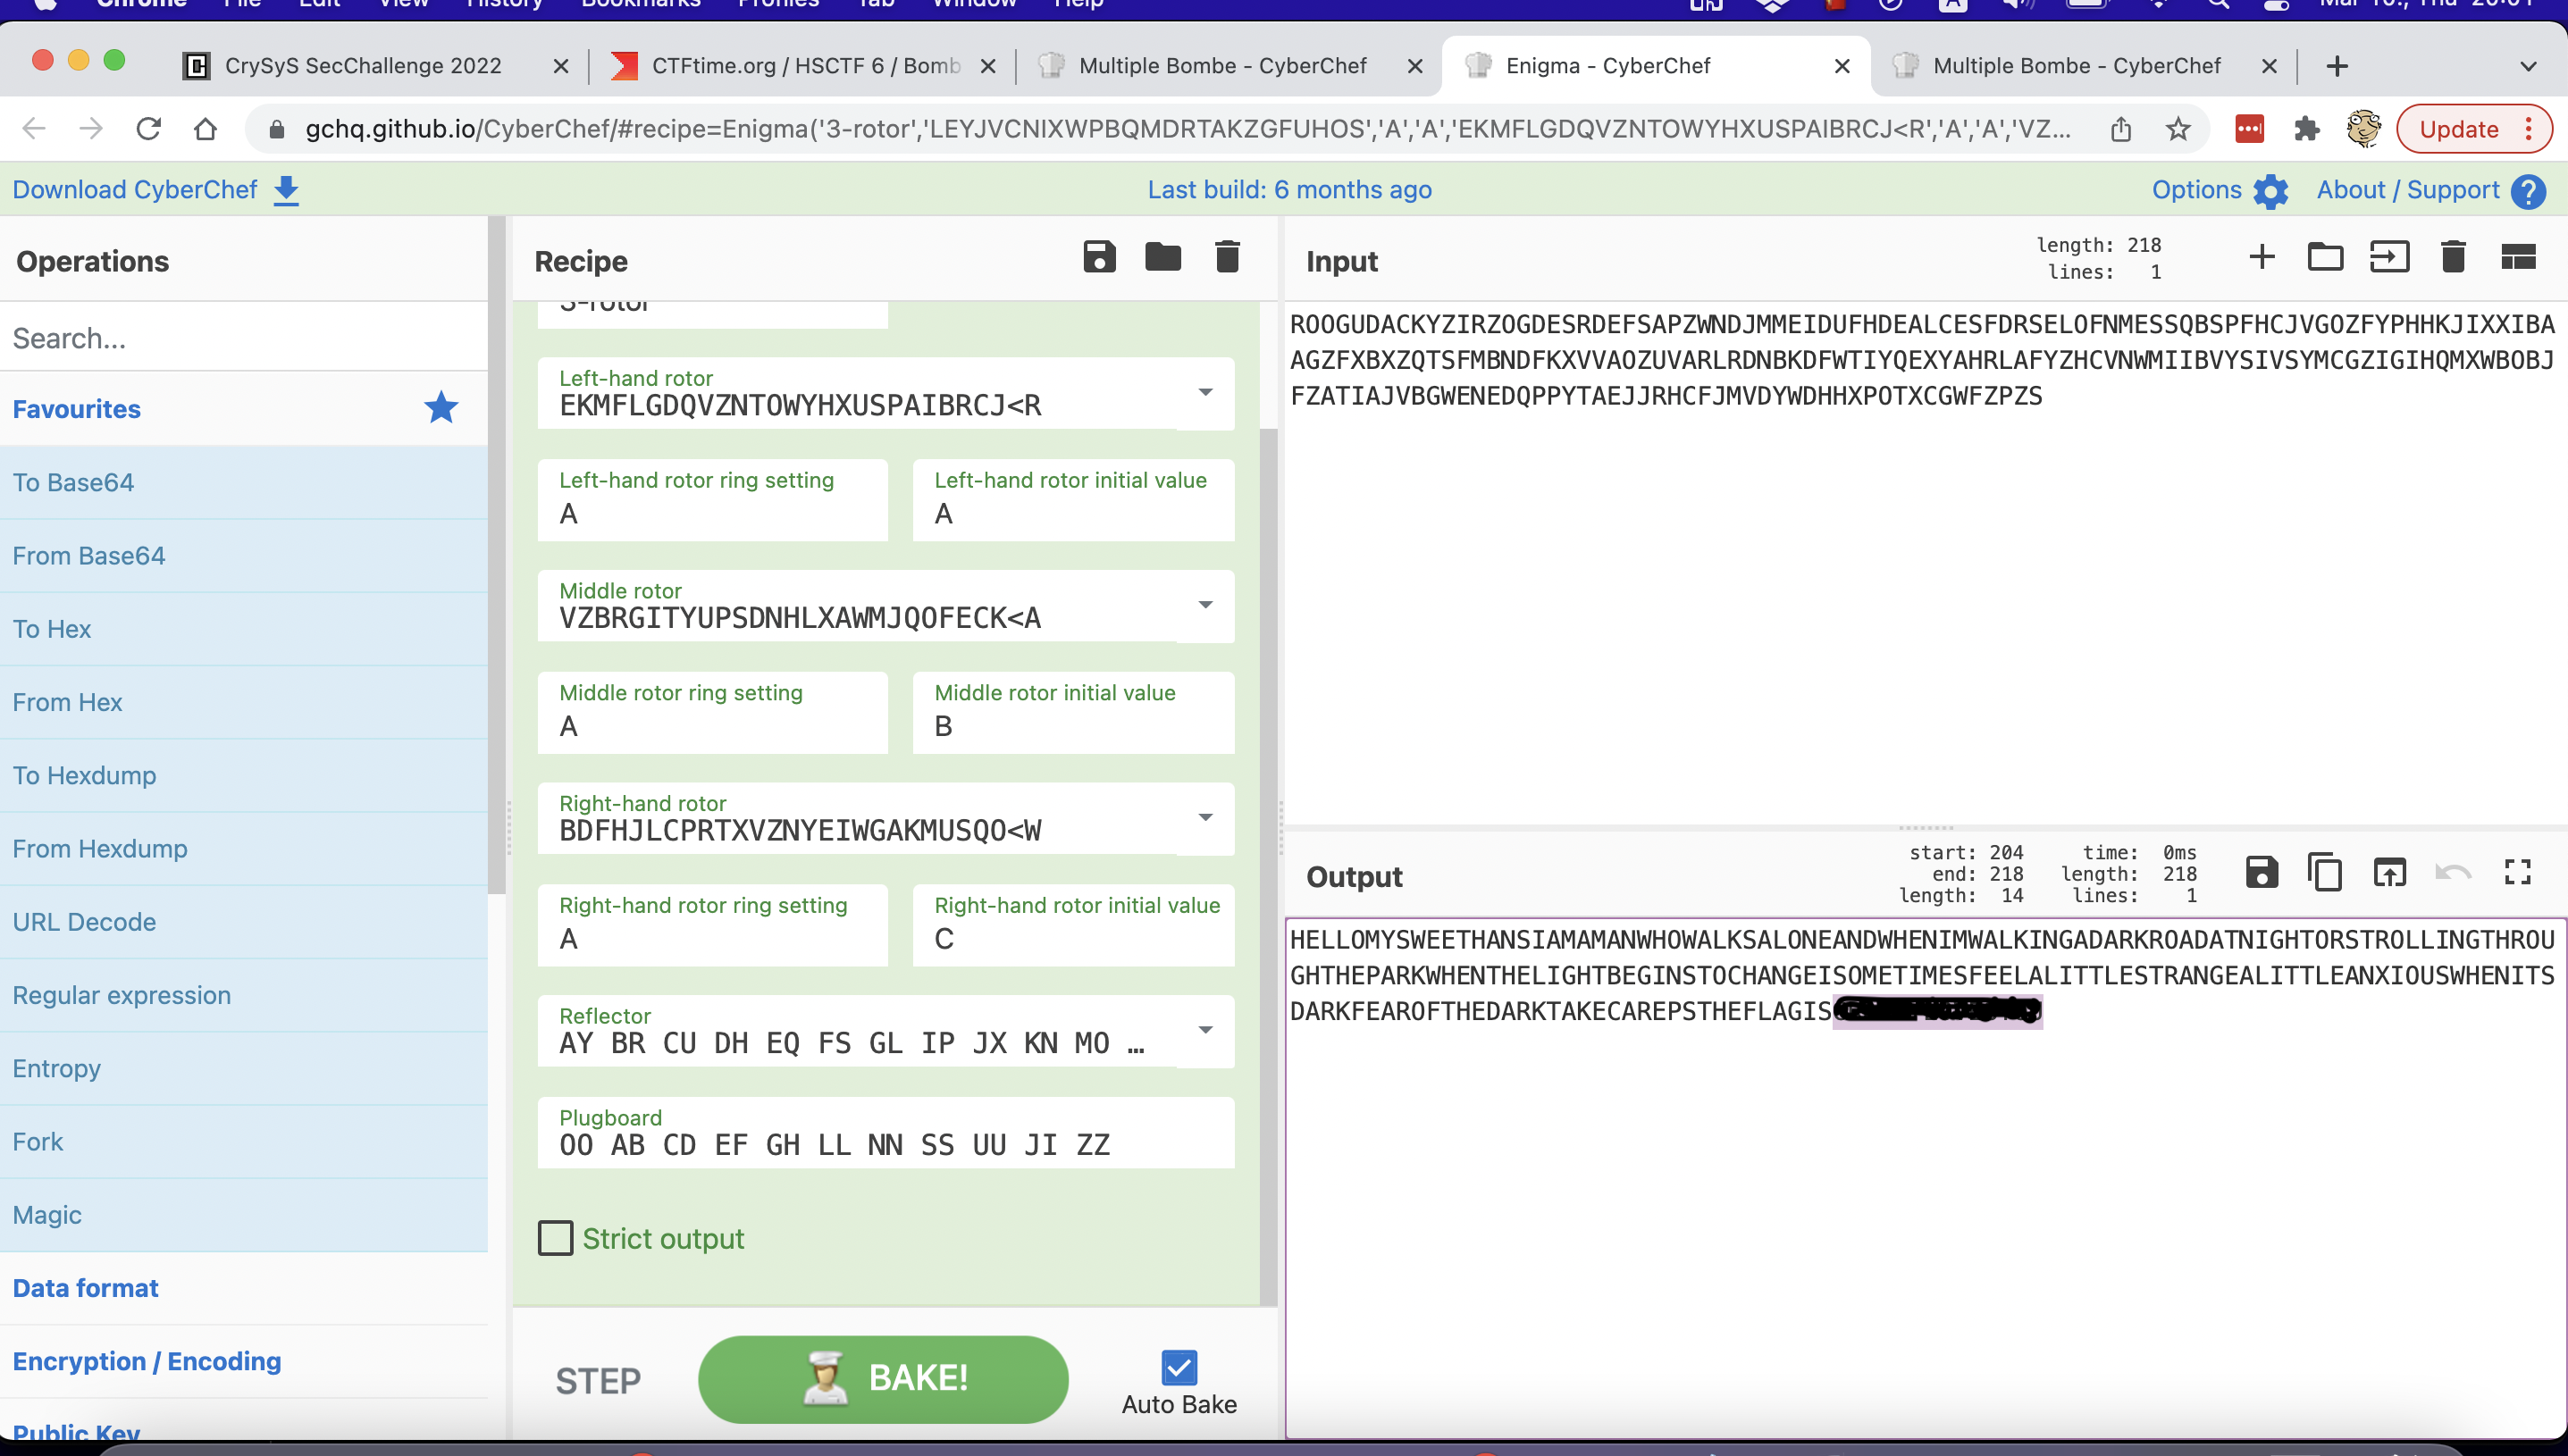 Chrome File Edit View History Bookmarks Profiles Tab Window Help
CrySyS SecChallenge 2022
CTFtime.org / HSCTF 6 / Bomb
Multiple Bombe - CyberChef
Enigma - CyberChef
Multiple Bombe - CyberChef
gchq.github.io/CyberChef/#recipe=Enigma('3-rotor','LEYJVCNIXWPBQMDRTAKZGFUHOS','A','A','EKMFLGDQVZNTOWYHXUSPAIBRCJ<R','A','A','VZ...
Update
Download CyberChef
Last build: 6 months ago
Options
About / Support
Operations
Search...
Favourites
To Base64
From Base64
To Hex
From Hex
To Hexdump
From Hexdump
URL Decode
Regular expression
Entropy
Fork
Magic
Data format
Encryption / Encoding
Public Key
Recipe
3-rotor
Left-hand rotor
EKMFLGDQVZNTOWYHXUSPAIBRCJ<R
Left-hand rotor ring setting
A
Left-hand rotor initial value
A
Middle rotor
VZBRGITYUPSDNHLXAWMJQOFECK<A
Middle rotor ring setting
A
Middle rotor initial value
B
Right-hand rotor
BDFHJLCPRTXVZNYEIWGAKMUSQO<W
Right-hand rotor ring setting
A
Right-hand rotor initial value
C
Reflector
AY BR CU DH EQ FS GL IP JX KN MO ...
Plugboard
OO AB CD EF GH LL NN SS UU JI ZZ
Strict output
STEP
BAKE!
Auto Bake
Input
length: 218
lines: 1
ROOGUDACKYZIRZOGDESRDEFSAPZWNDJMMEIDUFHDEALCESFDRSELOFNMESSQBSPFHCJVGOZFYPHHKJIXXIBA
AGZFXBXZQTSFMBNDFKXVVAOZUVARLRDNBKDFWTIYQEXYAHRLAFYZHCVNWMIIBVYSIVSYMCGZIGIHQMXWBOBJ
FZATIAJVBGWENEDQPPYTAEJJRHCFJMVDYWDHHXPOTXCGWFZPZS
Output
start: 204 time: 0ms
end: 218 length: 218
length: 14 lines: 1
HELLOMYSWEETHANSIAMAMANWHOWALKSALONEANDWHENIMWALKINGADARKROADATNIGHTORSTROLLINGTHROU
GHTHEPARKWHENTHELIGHTBEGINSTOCHANGEISOMETIMESFEELALITTLESTRANGEALITTLEANXIOUSWHENITS
DARKFEAROFTHEDARKTAKECAREPSTHEFLAGIS